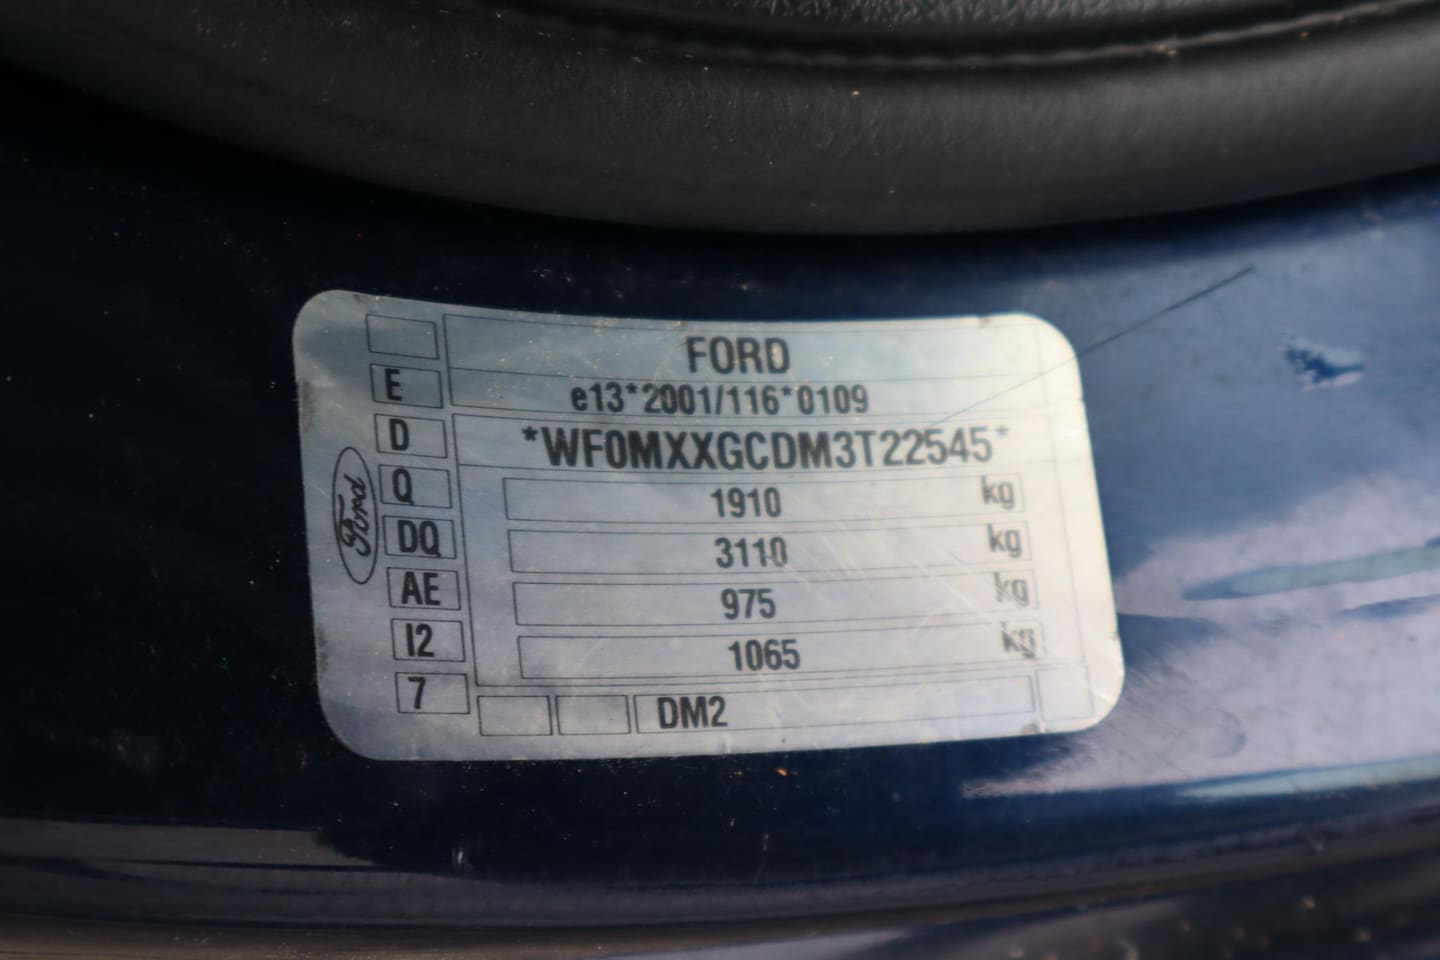 FORD
E e13*2001/116*0109
D *WF0MXXGCDM3T22545*
Q 1910 kg
DQ 3110 kg
AE 975 kg
I2 1065 kg
7 DM2
Ford